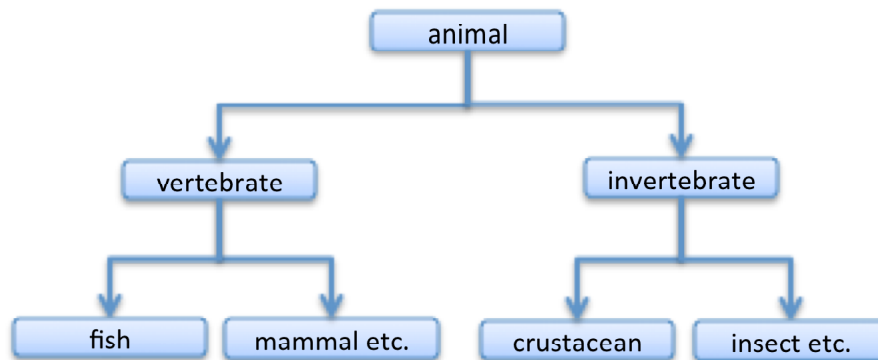 animal
vertebrate
invertebrate
fish
mammal etc.
crustacean
insect etc.